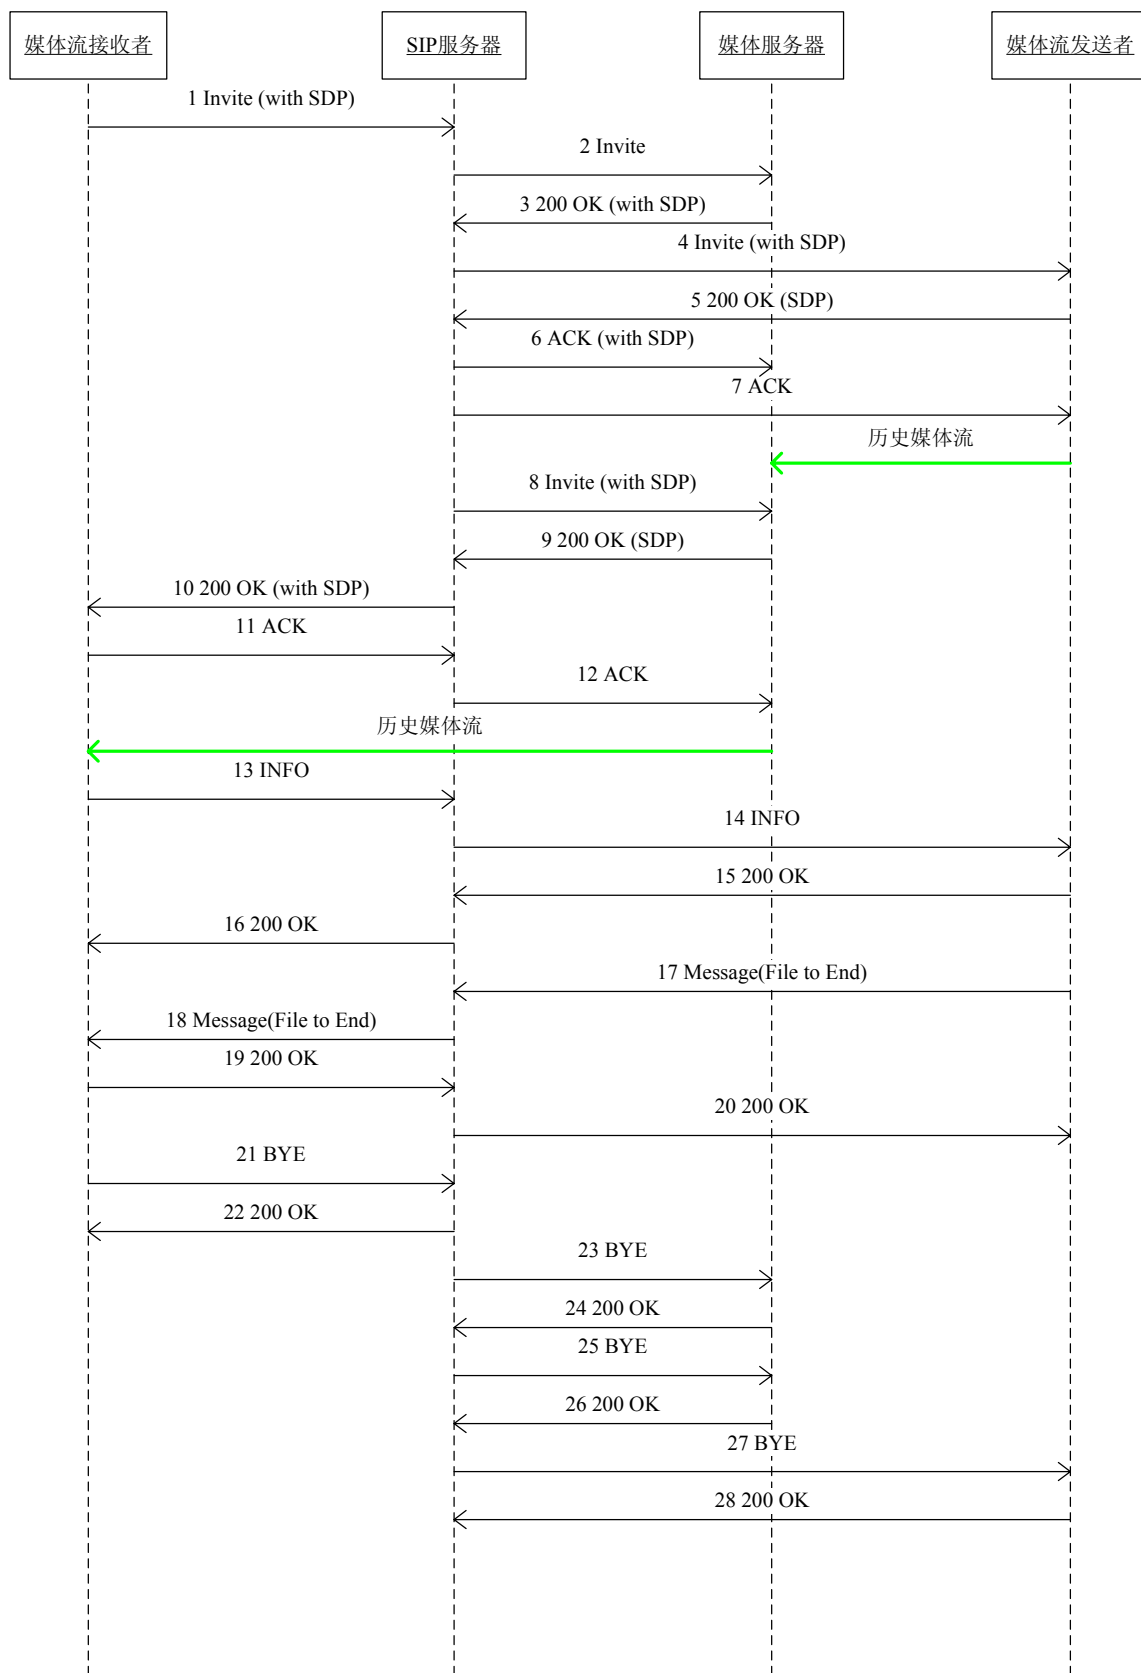 媒体流接收者
SIP服务器
媒体服务器
媒体流发送者
1 Invite (with SDP)
2 Invite
3 200 OK (with SDP)
4 Invite (with SDP)
5 200 OK (SDP)
6 ACK (with SDP)
7 ACK
历史媒体流
8 Invite (with SDP)
9 200 OK (SDP)
10 200 OK (with SDP)
11 ACK
12 ACK
历史媒体流
13 INFO
14 INFO
15 200 OK
16 200 OK
17 Message(File to End)
18 Message(File to End)
19 200 OK
20 200 OK
21 BYE
22 200 OK
23 BYE
24 200 OK
25 BYE
26 200 OK
27 BYE
28 200 OK